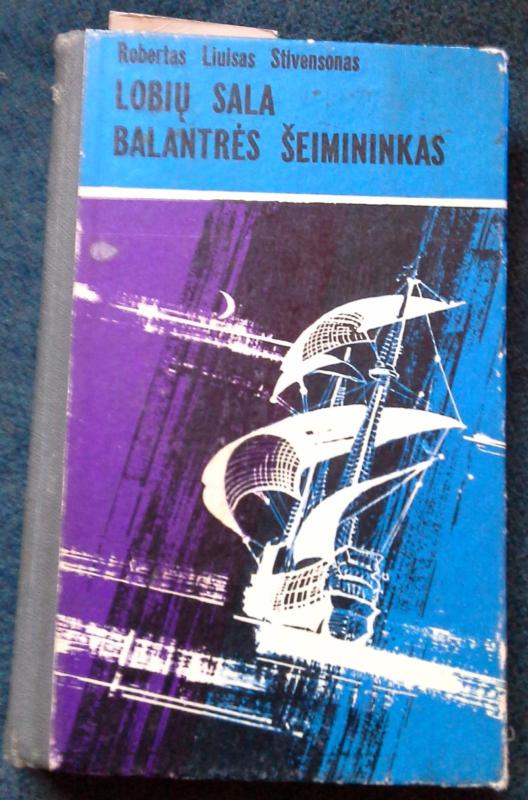 Robertas Liuisas Stivensonas
LOBIŲ SALA
BALANTRĖS ŠEIMININKAS